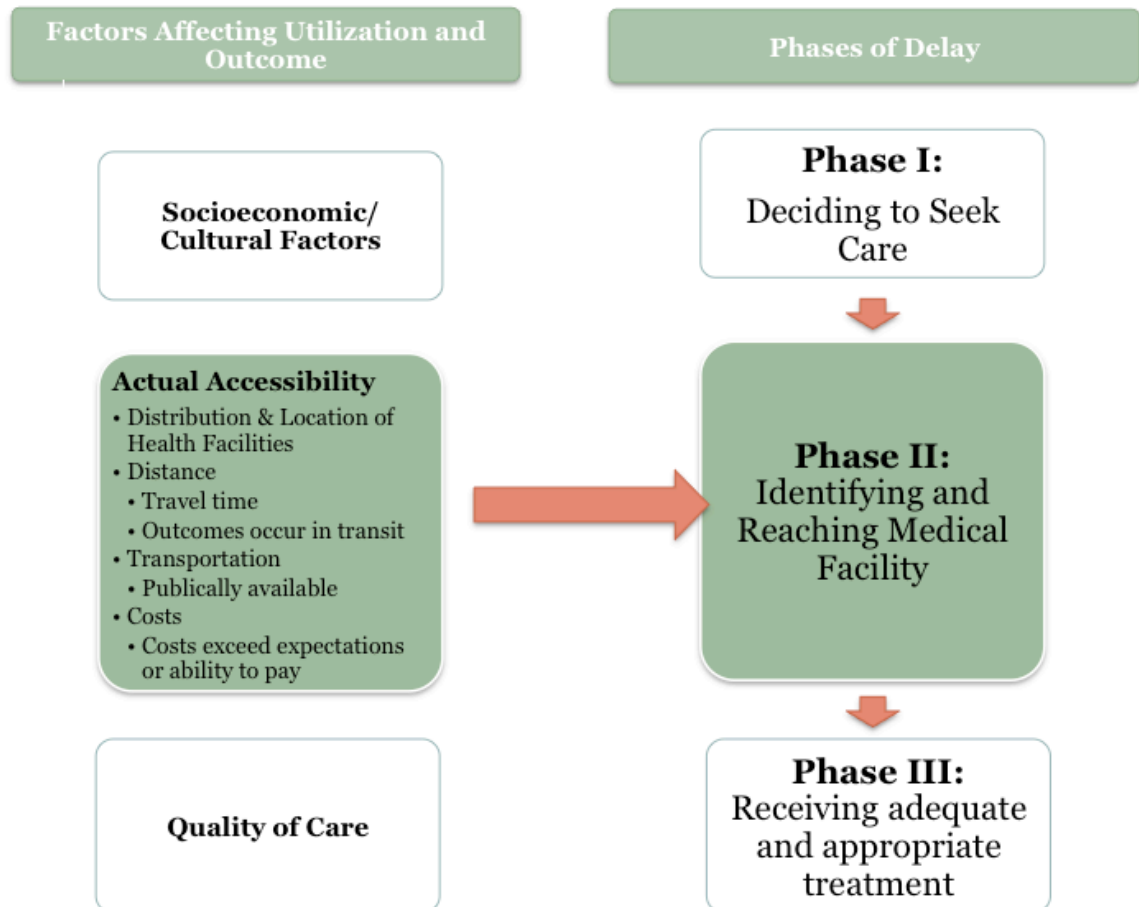 Factors Affecting Utilization and
Outcome
Phases of Delay
Socioeconomic/
Cultural Factors
Phase I:
Deciding to Seek
Care
Actual Accessibility
• Distribution & Location of
Health Facilities
• Distance
• Travel time
• Outcomes occur in transit
• Transportation
• Publically available
• Costs
• Costs exceed expectations
or ability to pay
Phase II:
Identifying and
Reaching Medical
Facility
Quality of Care
Phase III:
Receiving adequate
and appropriate
treatment